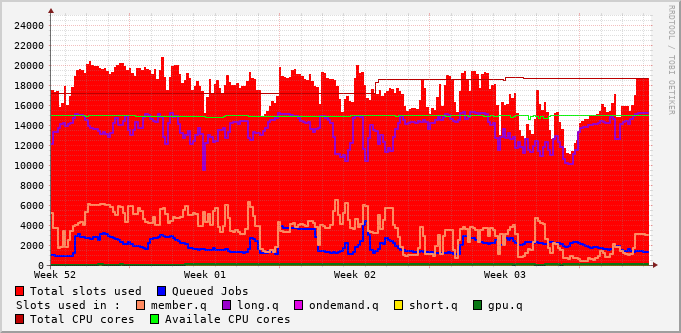 24000
22000
20000
18000
16000
14000
12000
10000
8000
6000
4000
2000
0
Week 52 Week 01 Week 02 Week 03
Total slots used Queued Jobs
Slots used in : member.q long.q ondemand.q short.q gpu.q
Total CPU cores Availale CPU cores
RRDTOOL / TOBI OETIKER